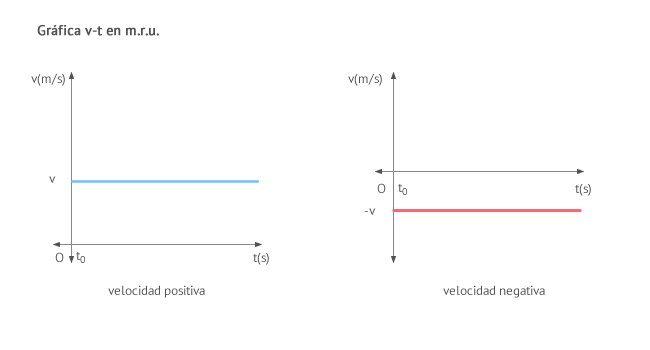 Gráfica v-t en m.r.u.
v(m/s)
v
O t₀
t(s)
velocidad positiva
v(m/s)
O t₀
t(s)
-v
velocidad negativa